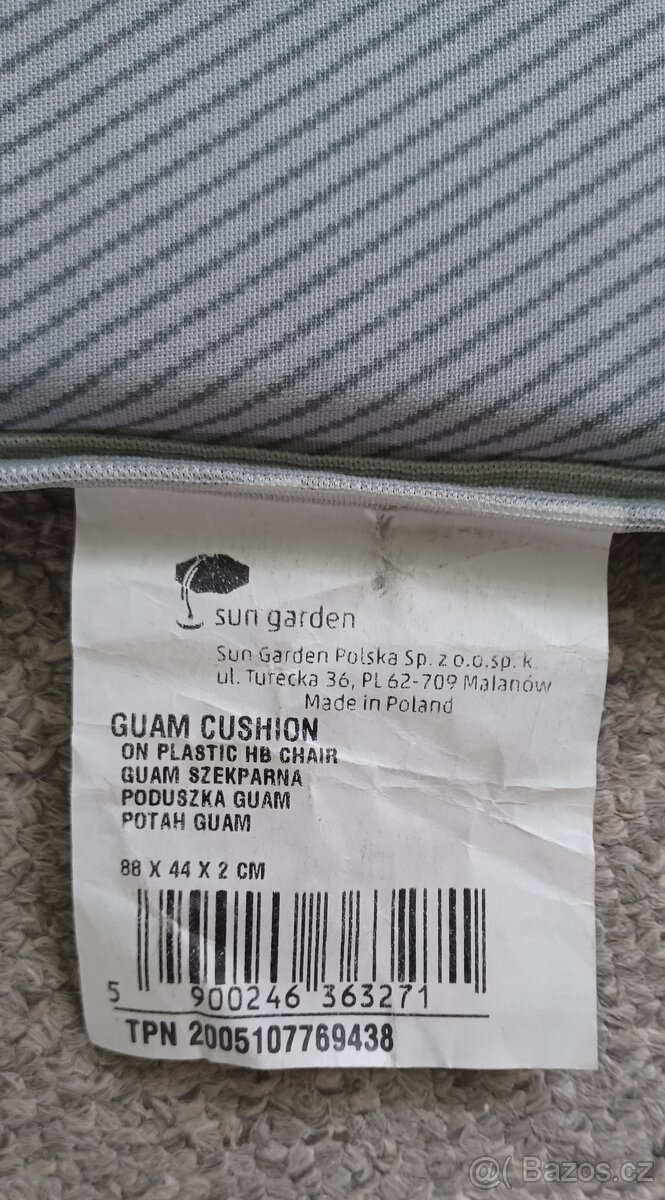 sun garden
Sun Garden Polska Sp. z o.o.sp. k.
ul. Turecka 36, PL 62-709 Malanów
Made in Poland
GUAM CUSHION
ON PLASTIC HB CHAIR
GUAM SZEKPARNA
PODUSZKA GUAM
POTAH GUAM
88 X 44 X 2 CM
5 900246 363271
TPN 2005107769438
@( Bazos.cz